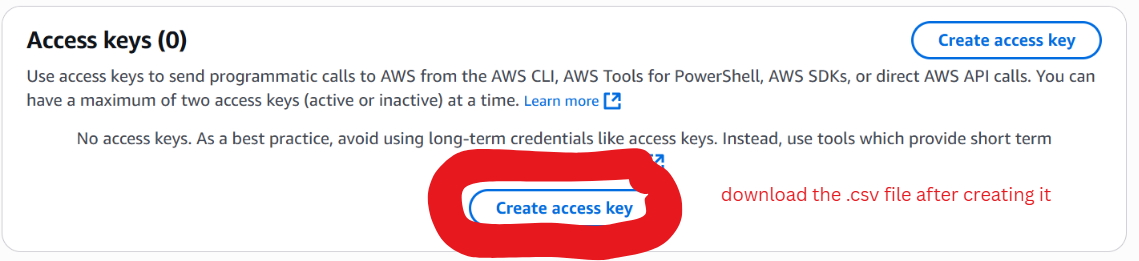 Access keys (0)
Create access key
Use access keys to send programmatic calls to AWS from the AWS CLI, AWS Tools for PowerShell, AWS SDKs, or direct AWS API calls. You can
have a maximum of two access keys (active or inactive) at a time. Learn more
No access keys. As a best practice, avoid using long-term credentials like access keys. Instead, use tools which provide short term
Create access key
download the .csv file after creating it